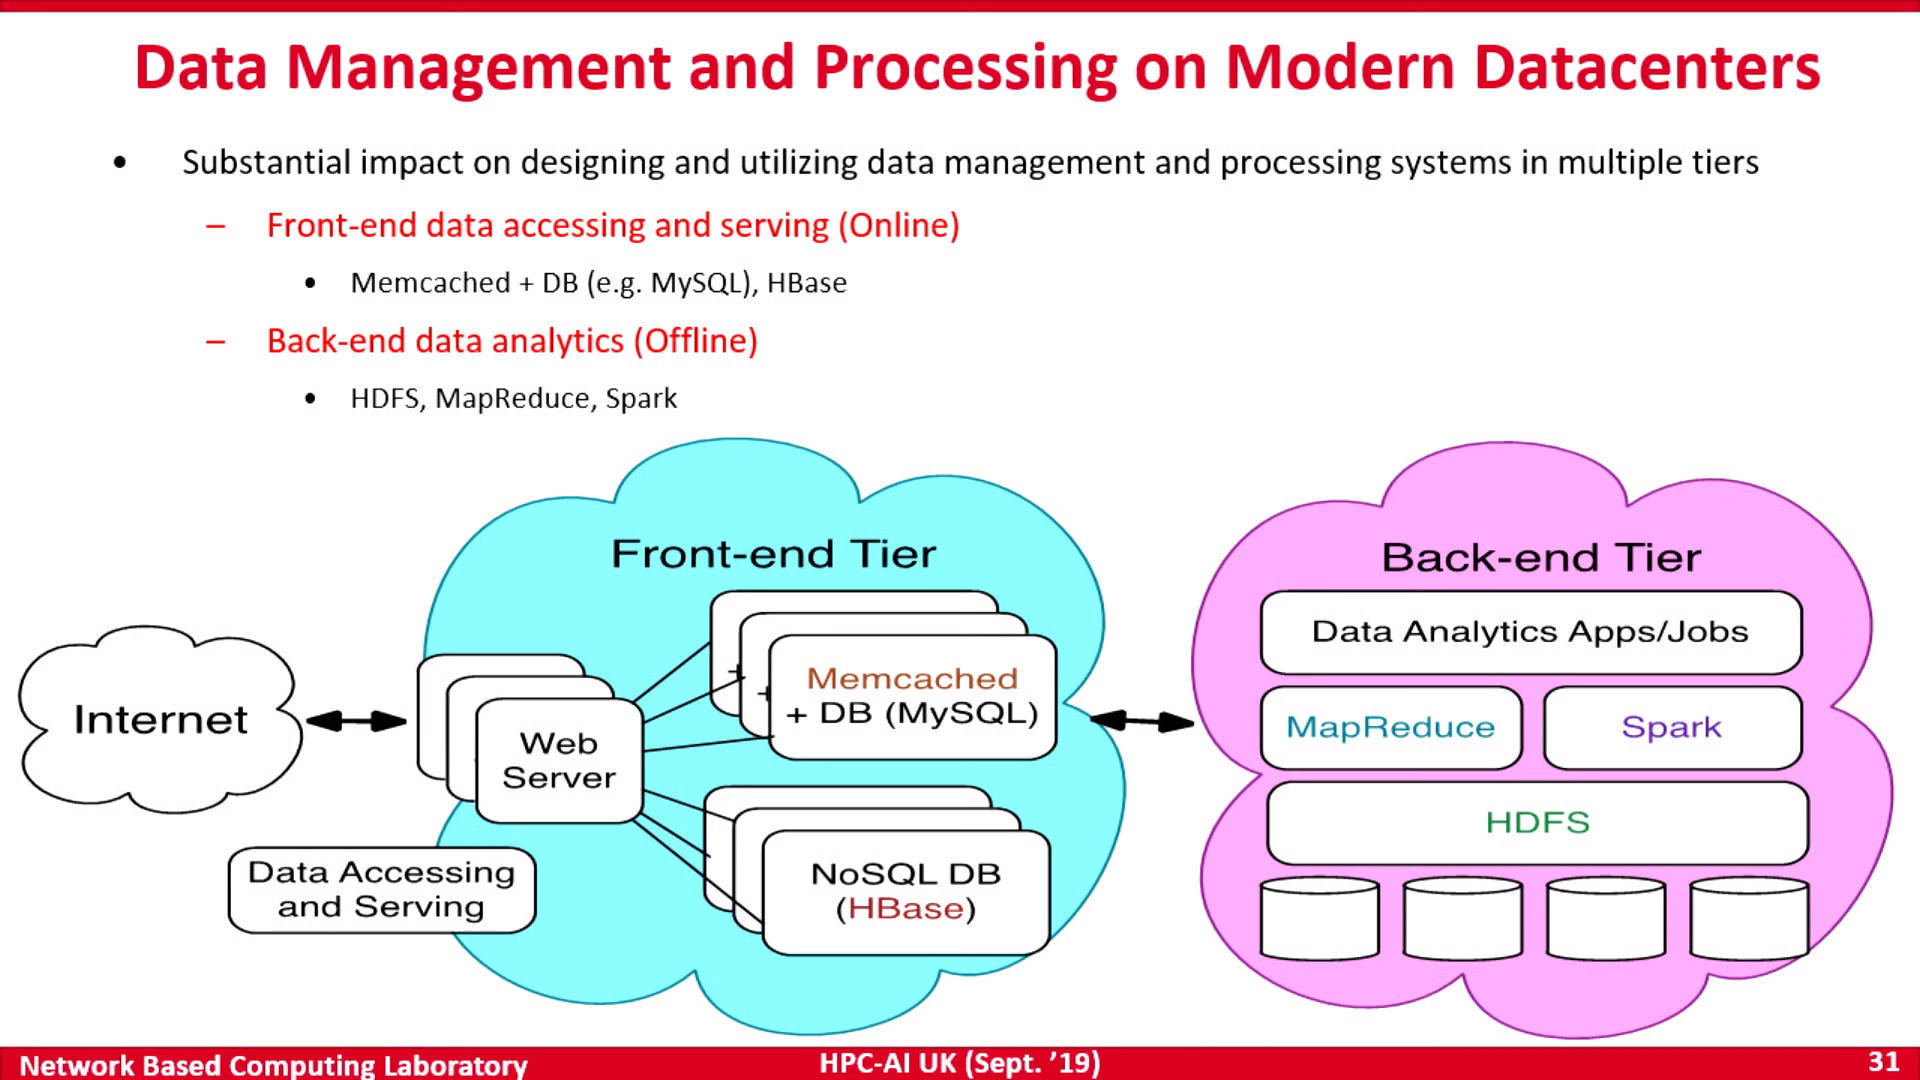 Data Management and Processing on Modern Datacenters
• Substantial impact on designing and utilizing data management and processing systems in multiple tiers
– Front-end data accessing and serving (Online)
• Memcached + DB (e.g. MySQL), HBase
– Back-end data analytics (Offline)
• HDFS, MapReduce, Spark
Internet
Front-end Tier
Web
Server
Memcached
+ DB (MySQL)
+
+
NoSQL DB
(HBase)
Data Accessing
and Serving
Back-end Tier
Data Analytics Apps/Jobs
MapReduce
Spark
HDFS
Network Based Computing Laboratory
HPC-AI UK (Sept. ’19)
31